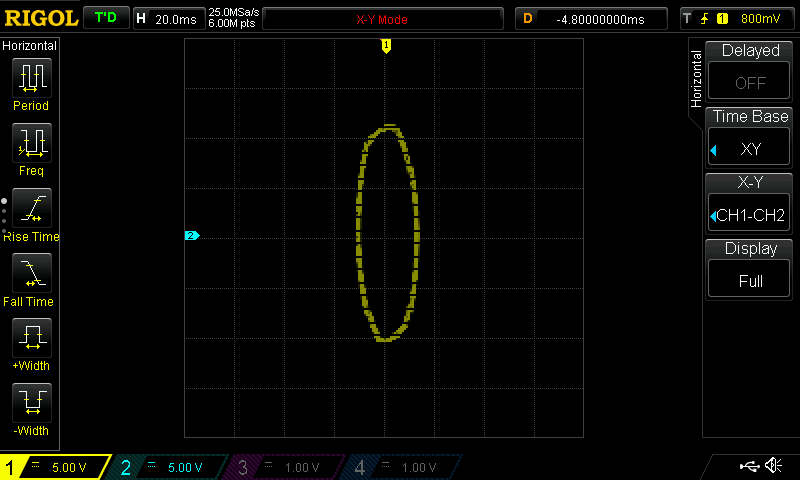 RIGOL T'D H 20.0ms 25.0MSa/s 6.00M pts X-Y Mode D -4.80000000ms T 1 800mV
Horizontal
Period
Freq
Rise Time
Fall Time
+Width
-Width
1
2
Horizontal
Delayed
OFF
Time Base
XY
X-Y
CH1-CH2
Display
Full
1 5.00 V 2 5.00 V 3 1.00 V 4 1.00 V